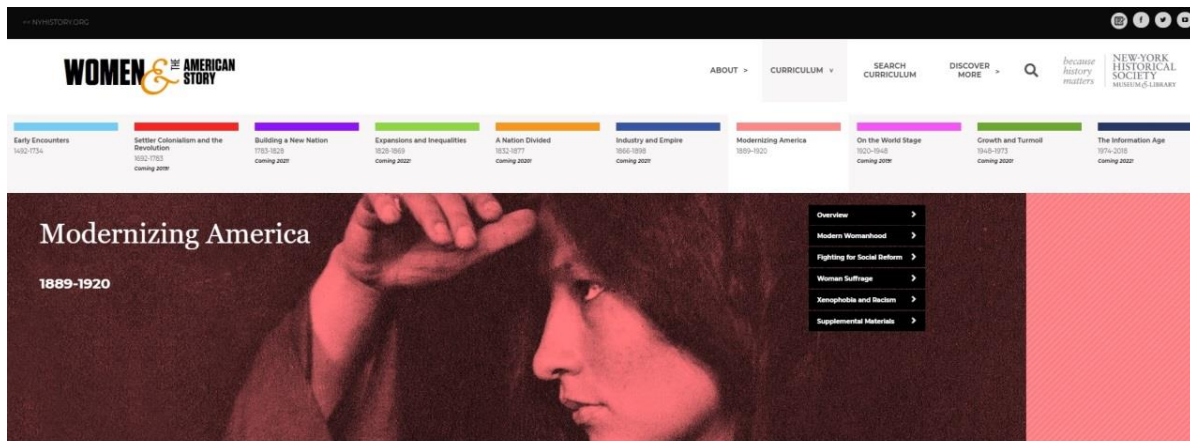 << NYHISTORY.ORG
WOMEN & THE AMERICAN STORY
ABOUT >
CURRICULUM v
SEARCH CURRICULUM
DISCOVER MORE >
because history matters
NEW-YORK HISTORICAL SOCIETY MUSEUM & LIBRARY
Early Encounters
1492-1734
Settler Colonialism and the Revolution
1692-1783
Coming 2019!
Building a New Nation
1783-1828
Coming 2021!
Expansions and Inequalities
1828-1869
Coming 2022!
A Nation Divided
1832-1877
Coming 2020!
Industry and Empire
1866-1898
Coming 2021!
Modernizing America
1889-1920
On the World Stage
1920-1948
Coming 2019!
Growth and Turmoil
1948-1973
Coming 2020!
The Information Age
1974-2018
Coming 2022!
Modernizing America
1889-1920
Overview
Modern Womanhood
Fighting for Social Reform
Woman Suffrage
Xenophobia and Racism
Supplemental Materials